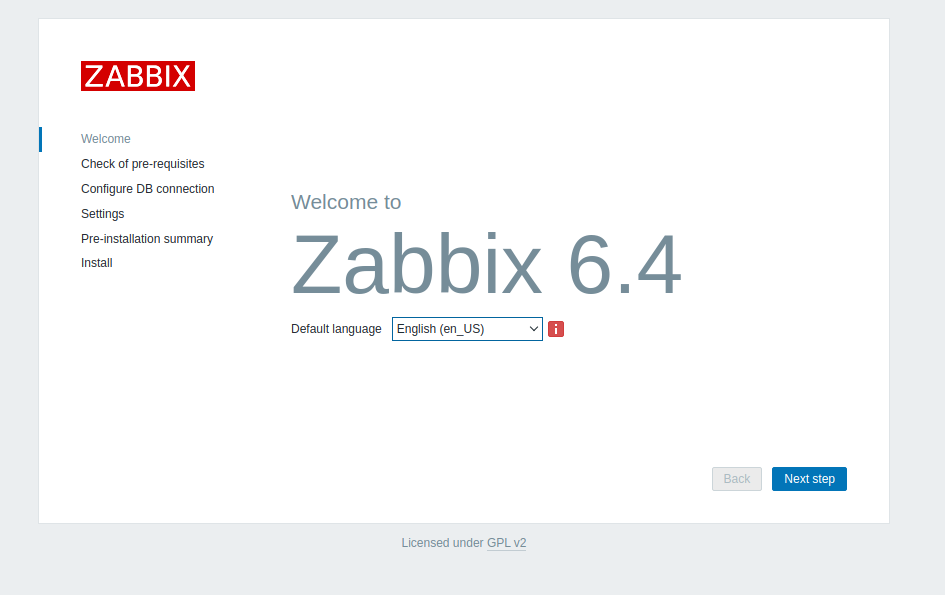 ZABBIX
Welcome
Check of pre-requisites
Configure DB connection
Settings
Pre-installation summary
Install
Welcome to
Zabbix 6.4
Default language English (en_US) i
Back Next step
Licensed under GPL v2